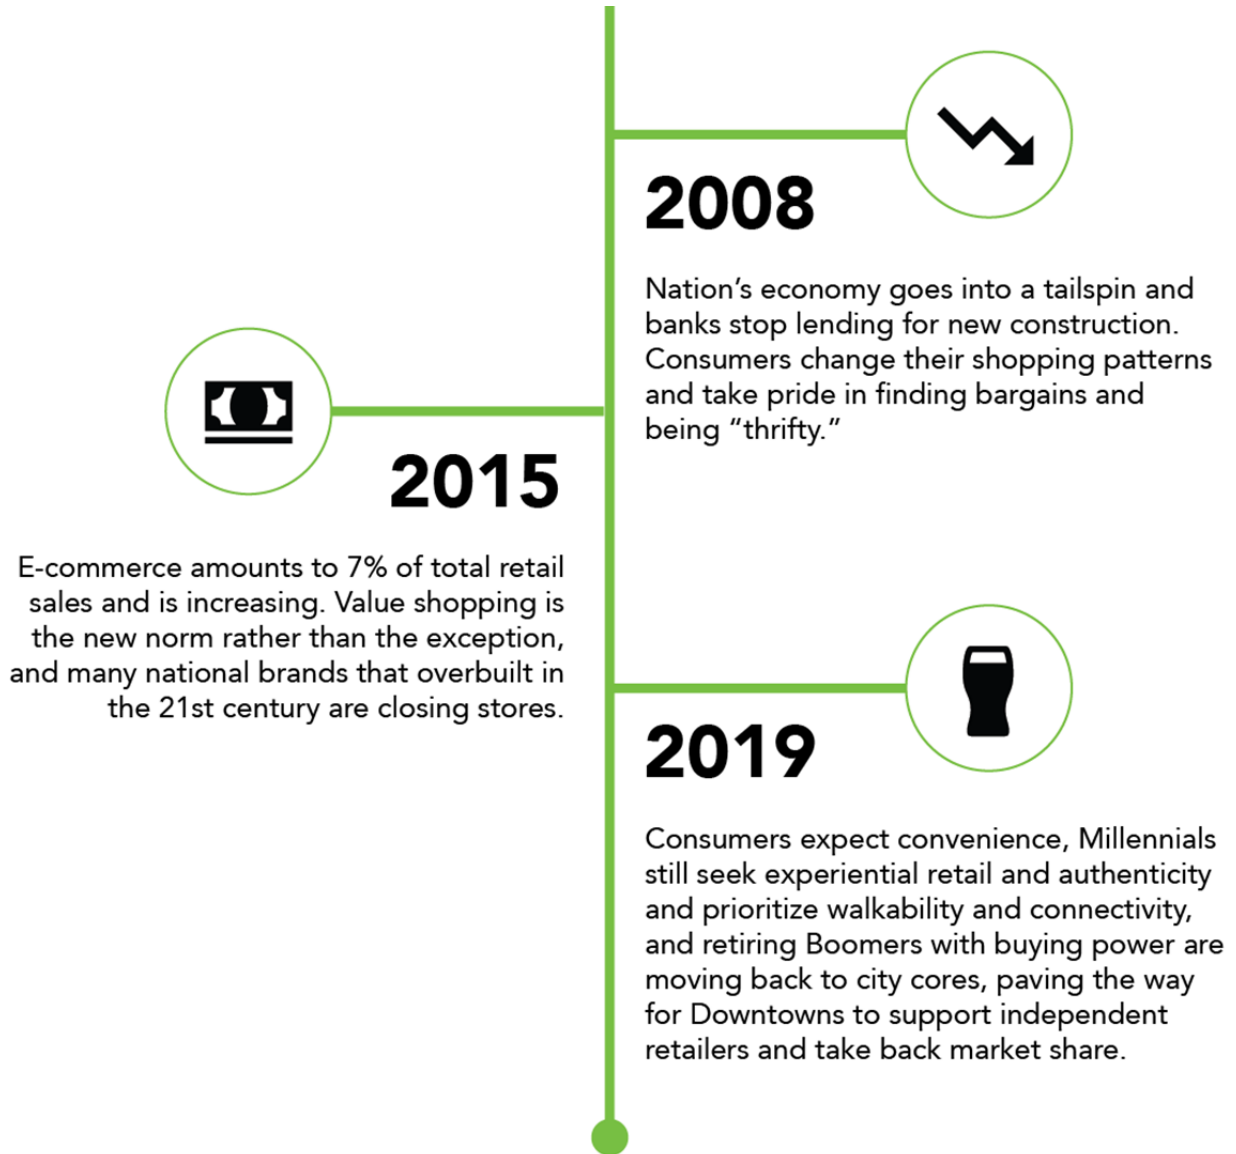 2008
Nation’s economy goes into a tailspin and
banks stop lending for new construction.
Consumers change their shopping patterns
and take pride in finding bargains and
being “thrifty.”
2015
E-commerce amounts to 7% of total retail
sales and is increasing. Value shopping is
the new norm rather than the exception,
and many national brands that overbuilt in
the 21st century are closing stores.
2019
Consumers expect convenience, Millennials
still seek experiential retail and authenticity
and prioritize walkability and connectivity,
and retiring Boomers with buying power are
moving back to city cores, paving the way
for Downtowns to support independent
retailers and take back market share.